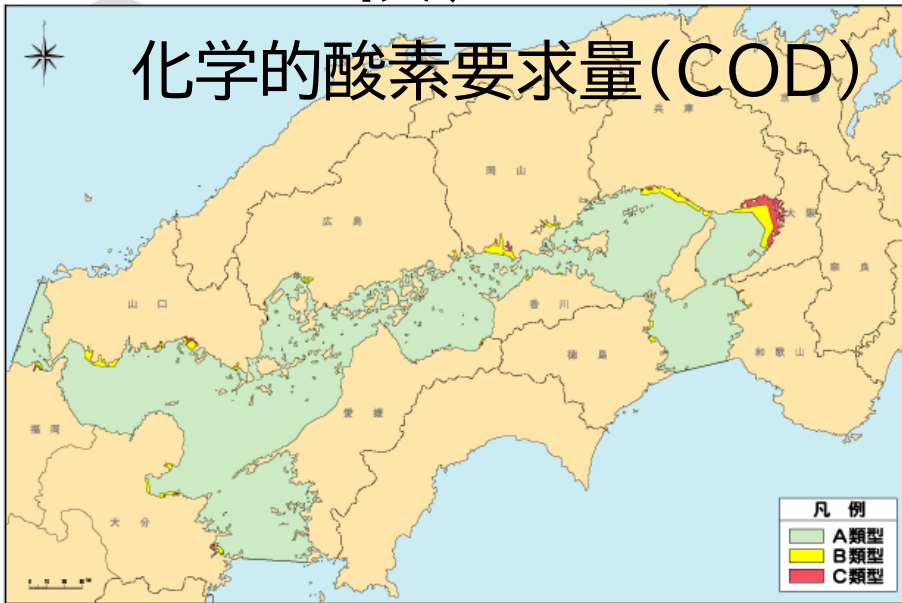 化学的酸素要求量(COD)
兵庫
京都
岡山
広島
大阪
奈良
山口
香川
徳島
和歌山
愛媛
福岡
大分
凡例
A類型
B類型
C類型